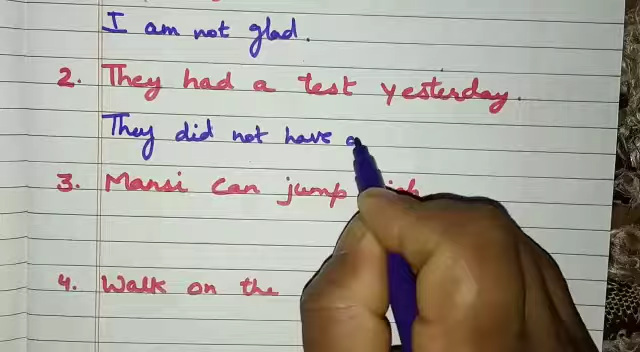 I am not glad.
2. They had a test yesterday.
They did not have a
3. Mansi can jump
4. Walk on the